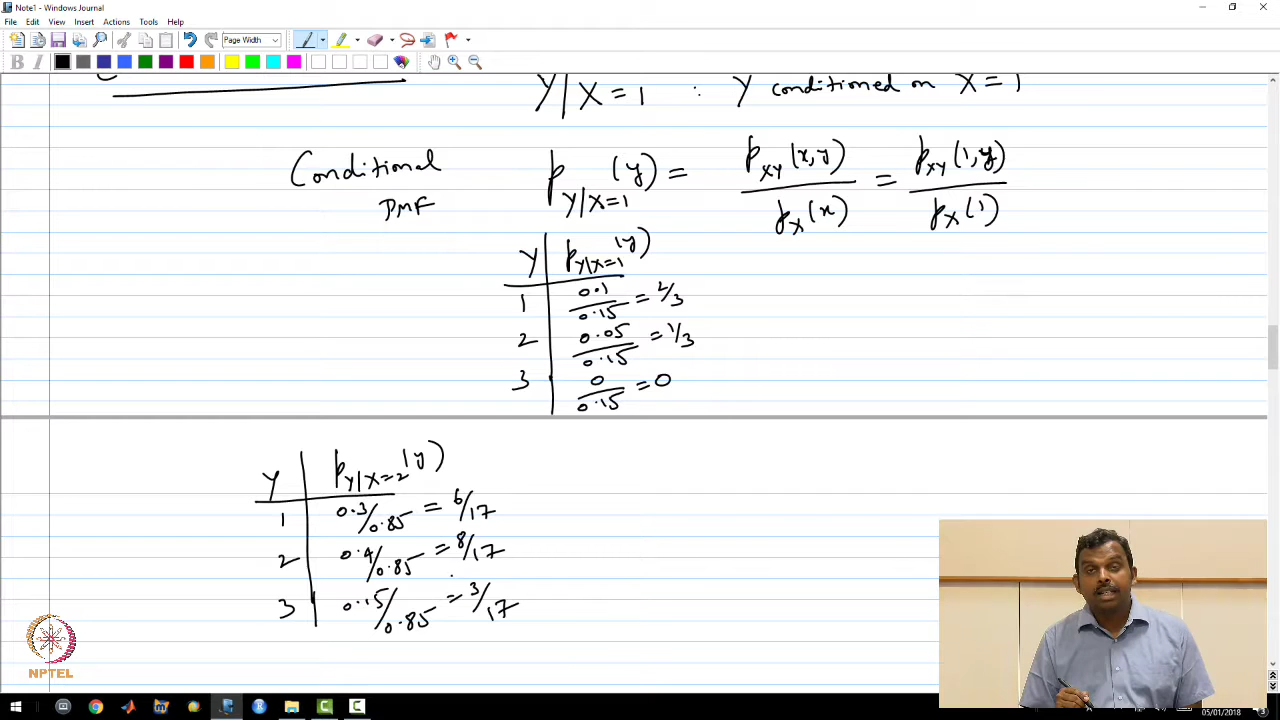 Note1 - Windows Journal
File Edit View Insert Actions Tools Help
Page Width
B I
Y|X=1 : Y conditioned on X=1
Conditional PMF p_{Y|X=1}(y) = p_{XY}(x,y)/p_X(x) = p_{XY}(1,y)/p_X(1)
Y | p_{Y|X=1}(y)
1 | 0.1/0.15 = 2/3
2 | 0.05/0.15 = 1/3
3 | 0/0.15 = 0
Y | p_{Y|X=2}(y)
1 | 0.3/0.85 = 6/17
2 | 0.4/0.85 = 8/17
3 | 0.15/0.85 = 3/17
NPTEL
05/01/2018